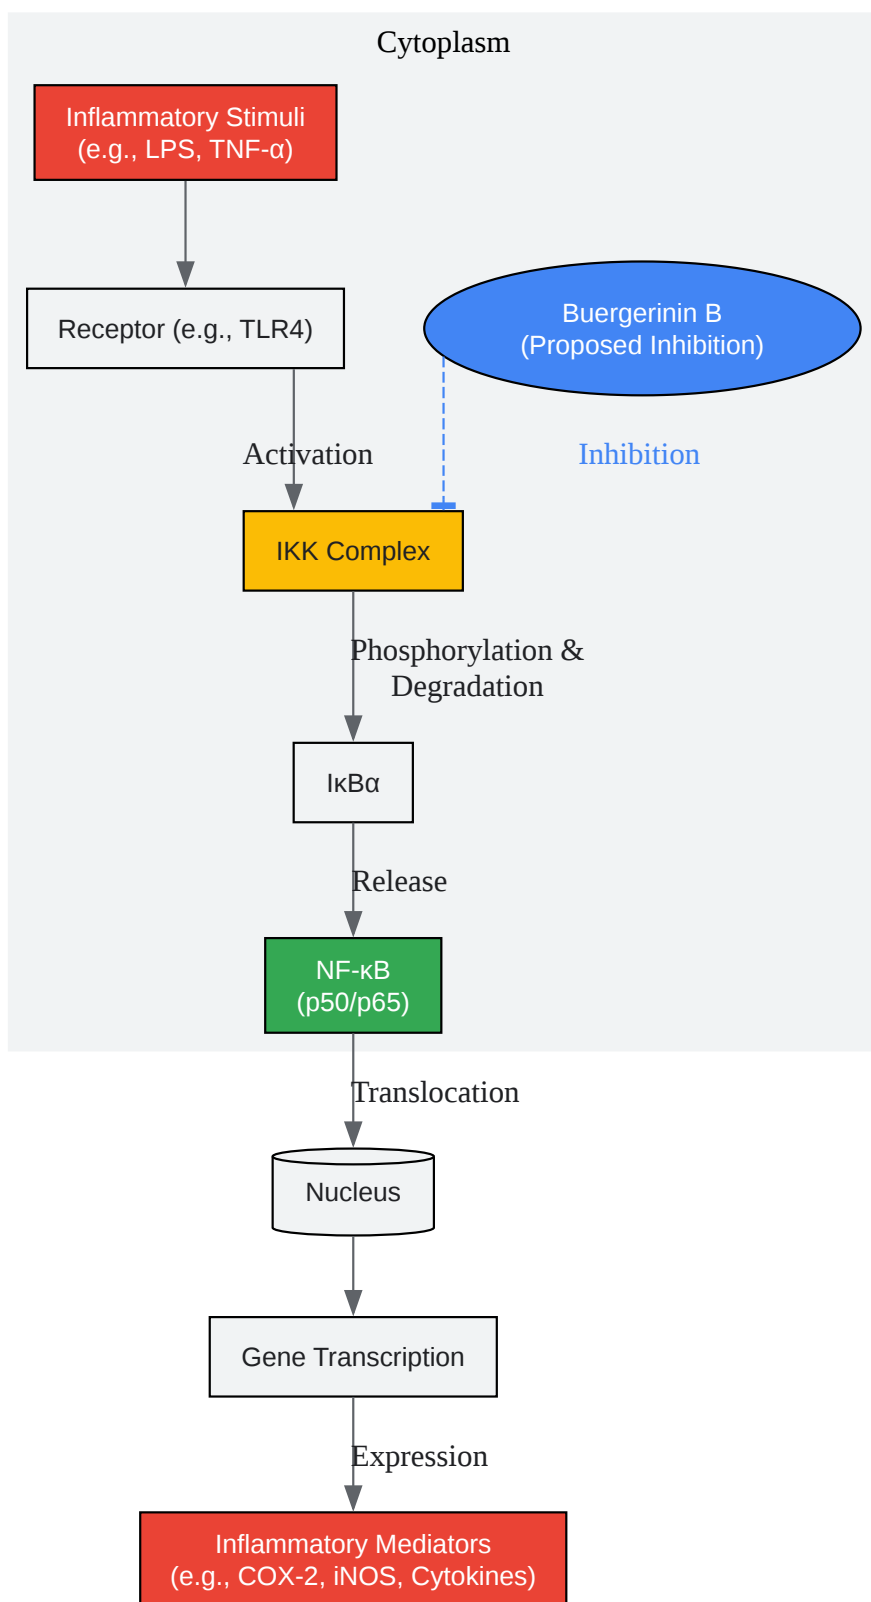 Cytoplasm
Inflammatory Stimuli
(e.g., LPS, TNF-α)
Receptor (e.g., TLR4)
Buergerinin B
(Proposed Inhibition)
Activation
Inhibition
IKK Complex
Phosphorylation &
Degradation
IκBα
Release
NF-κB
(p50/p65)
Translocation
Nucleus
Gene Transcription
Expression
Inflammatory Mediators
(e.g., COX-2, iNOS, Cytokines)